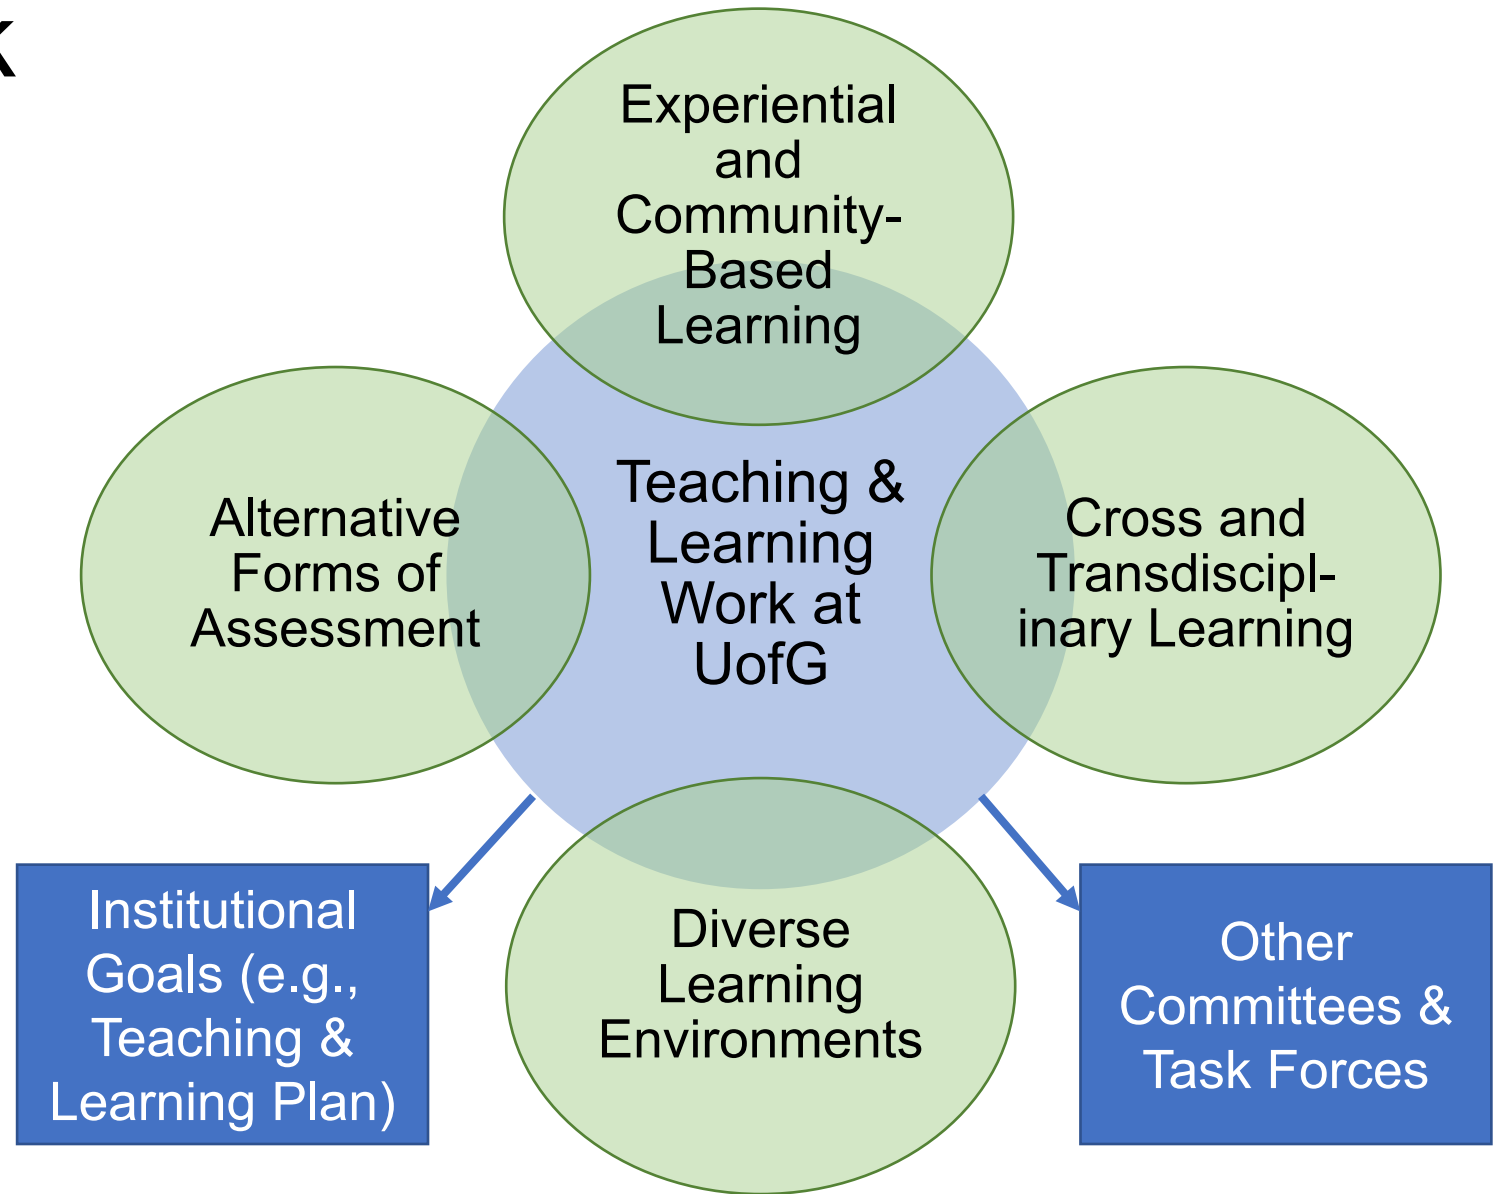 Experiential
and
Community-
Based
Learning
Alternative
Forms of
Assessment
Teaching &
Learning
Work at
UofG
Cross and
Transdiscipl-
inary Learning
Institutional
Goals (e.g.,
Teaching &
Learning Plan)
Diverse
Learning
Environments
Other
Committees &
Task Forces